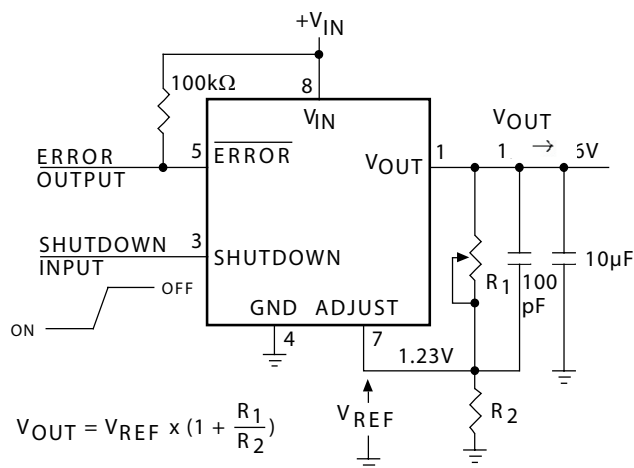 +VIN
100kΩ
8
VIN
ERROR
OUTPUT
5
ERROR
VOUT
1
VOUT
1 → 6V
SHUTDOWN
INPUT
3
SHUTDOWN
R1
100
pF
10µF
OFF
ON
GND
ADJUST
4
7
1.23V
VREF
R2
VOUT = VREF x (1 + R1/R2)